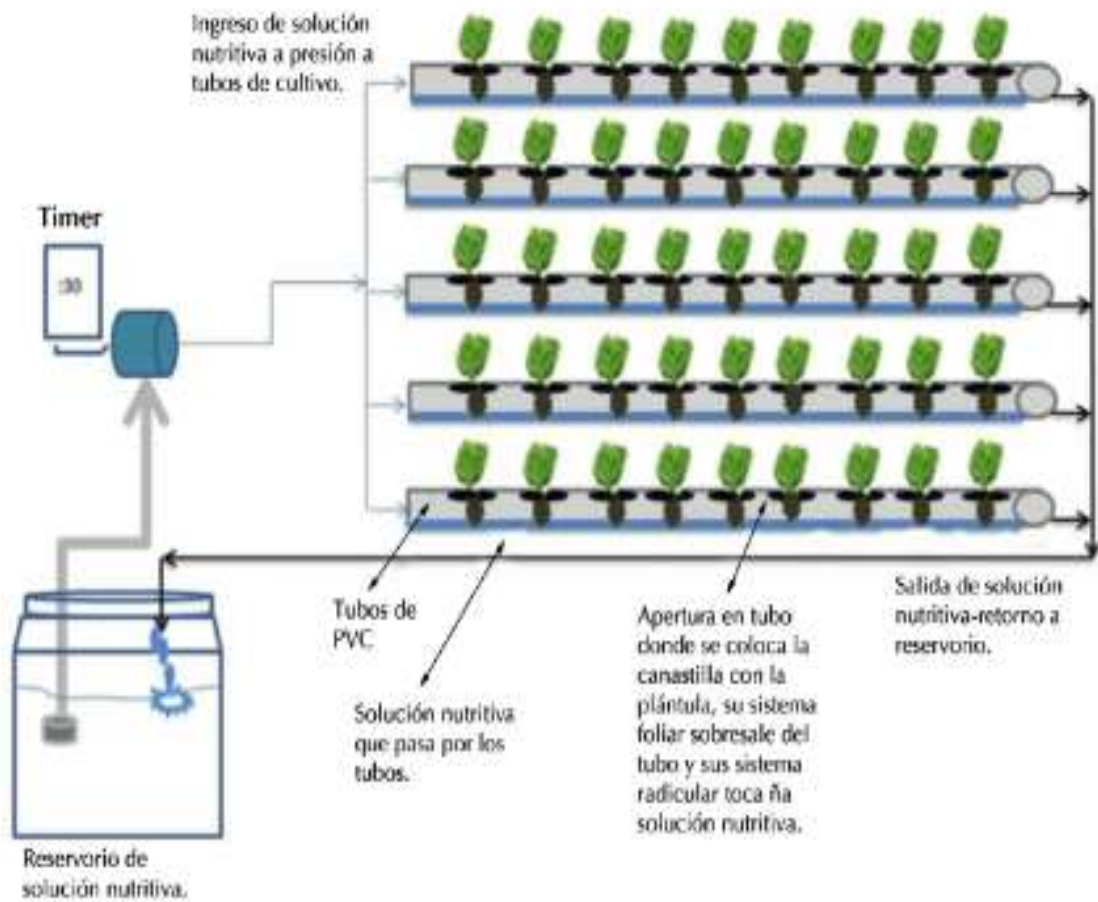 Ingreso de solución
nutritiva a presión a
tubos de cultivo.
Timer
:30
Tubos de
PVC
Solución nutritiva
que pasa por los
tubos.
Apertura en tubo
donde se coloca la
canastilla con la
plántula, su sistema
foliar sobresale del
tubo y sus sistema
radicular toca ña
solución nutritiva.
Salida de solución
nutritiva-retorno a
reservorio.
Reservorio de
solución nutritiva.